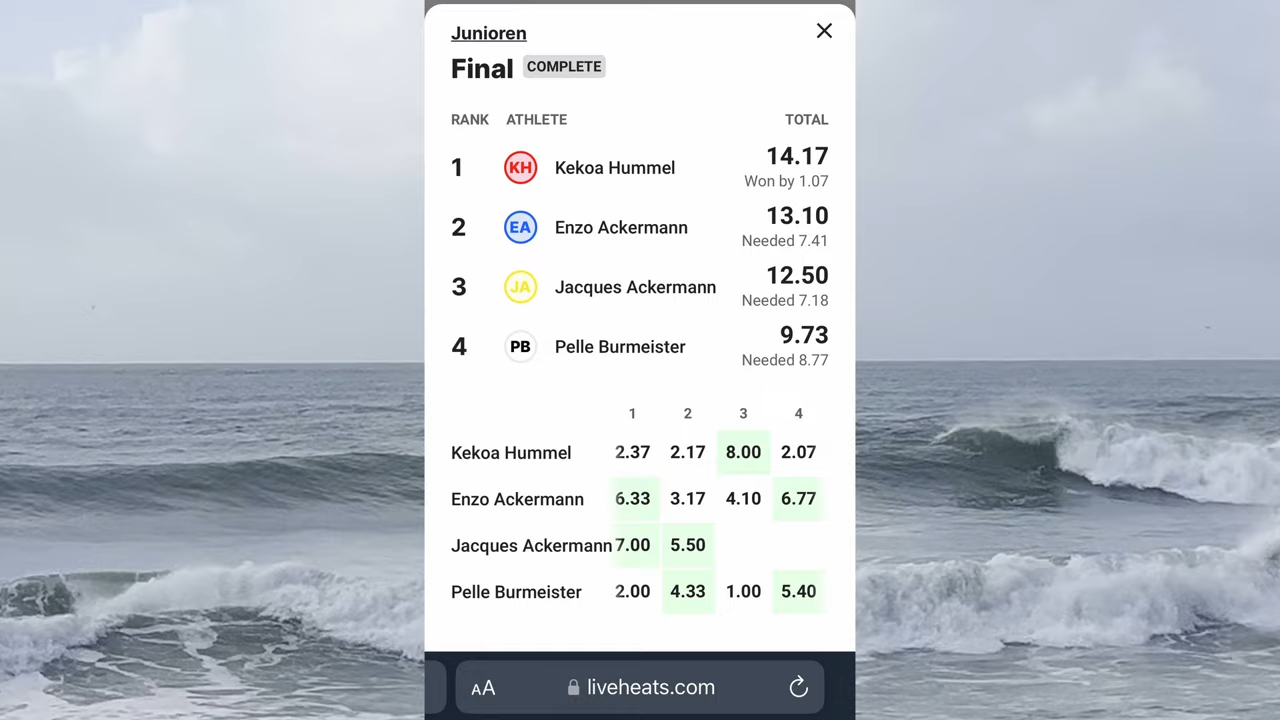 Junioren
Final COMPLETE
RANK ATHLETE TOTAL
1 KH Kekoa Hummel 14.17
Won by 1.07
2 EA Enzo Ackermann 13.10
Needed 7.41
3 JA Jacques Ackermann 12.50
Needed 7.18
4 PB Pelle Burmeister 9.73
Needed 8.77
1 2 3 4
Kekoa Hummel 2.37 2.17 8.00 2.07
Enzo Ackermann 6.33 3.17 4.10 6.77
Jacques Ackermann 7.00 5.50
Pelle Burmeister 2.00 4.33 1.00 5.40
AA liveheats.com